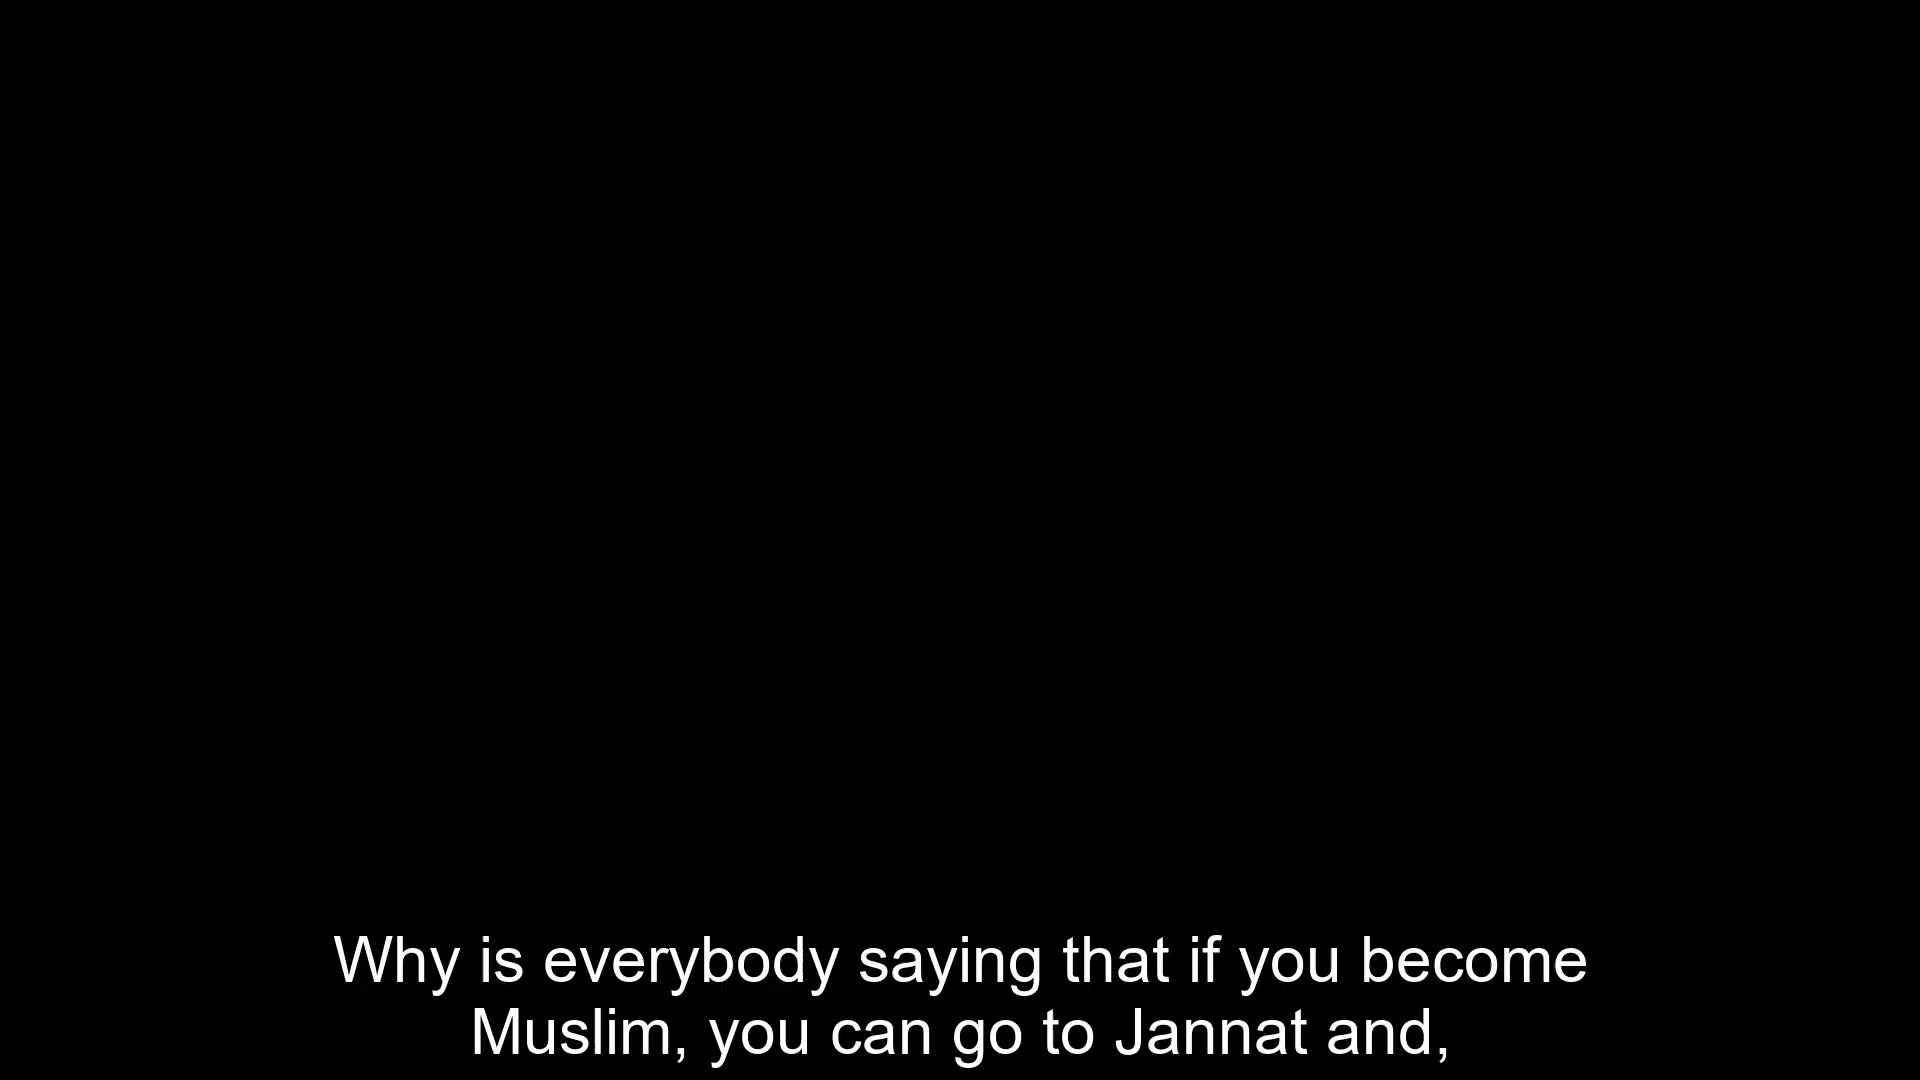 Why is everybody saying that if you become
Muslim, you can go to Jannat and,